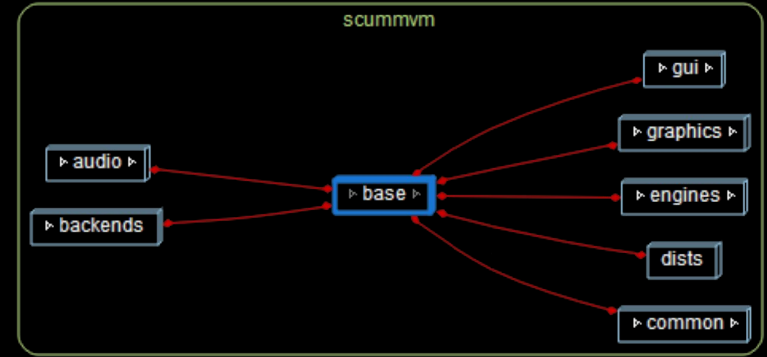 scummvm
gui
graphics
audio
base
engines
backends
dists
common